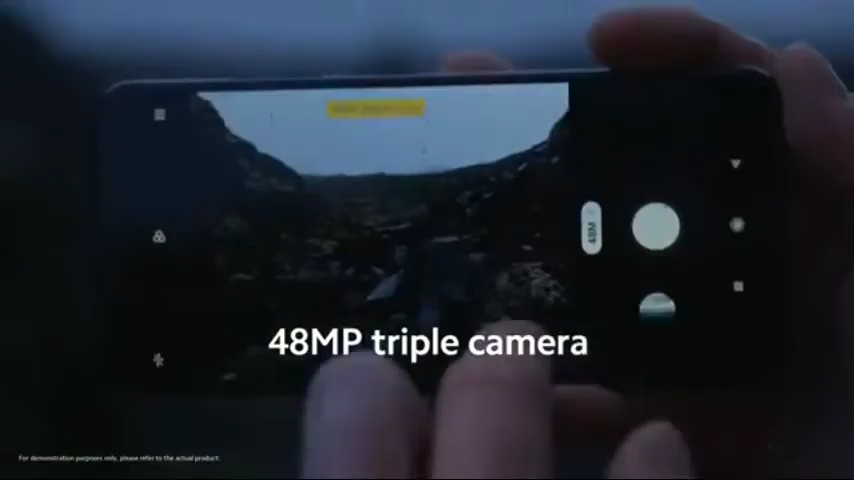 48M
48MP triple camera
For demonstration purposes only, please refer to the actual product.